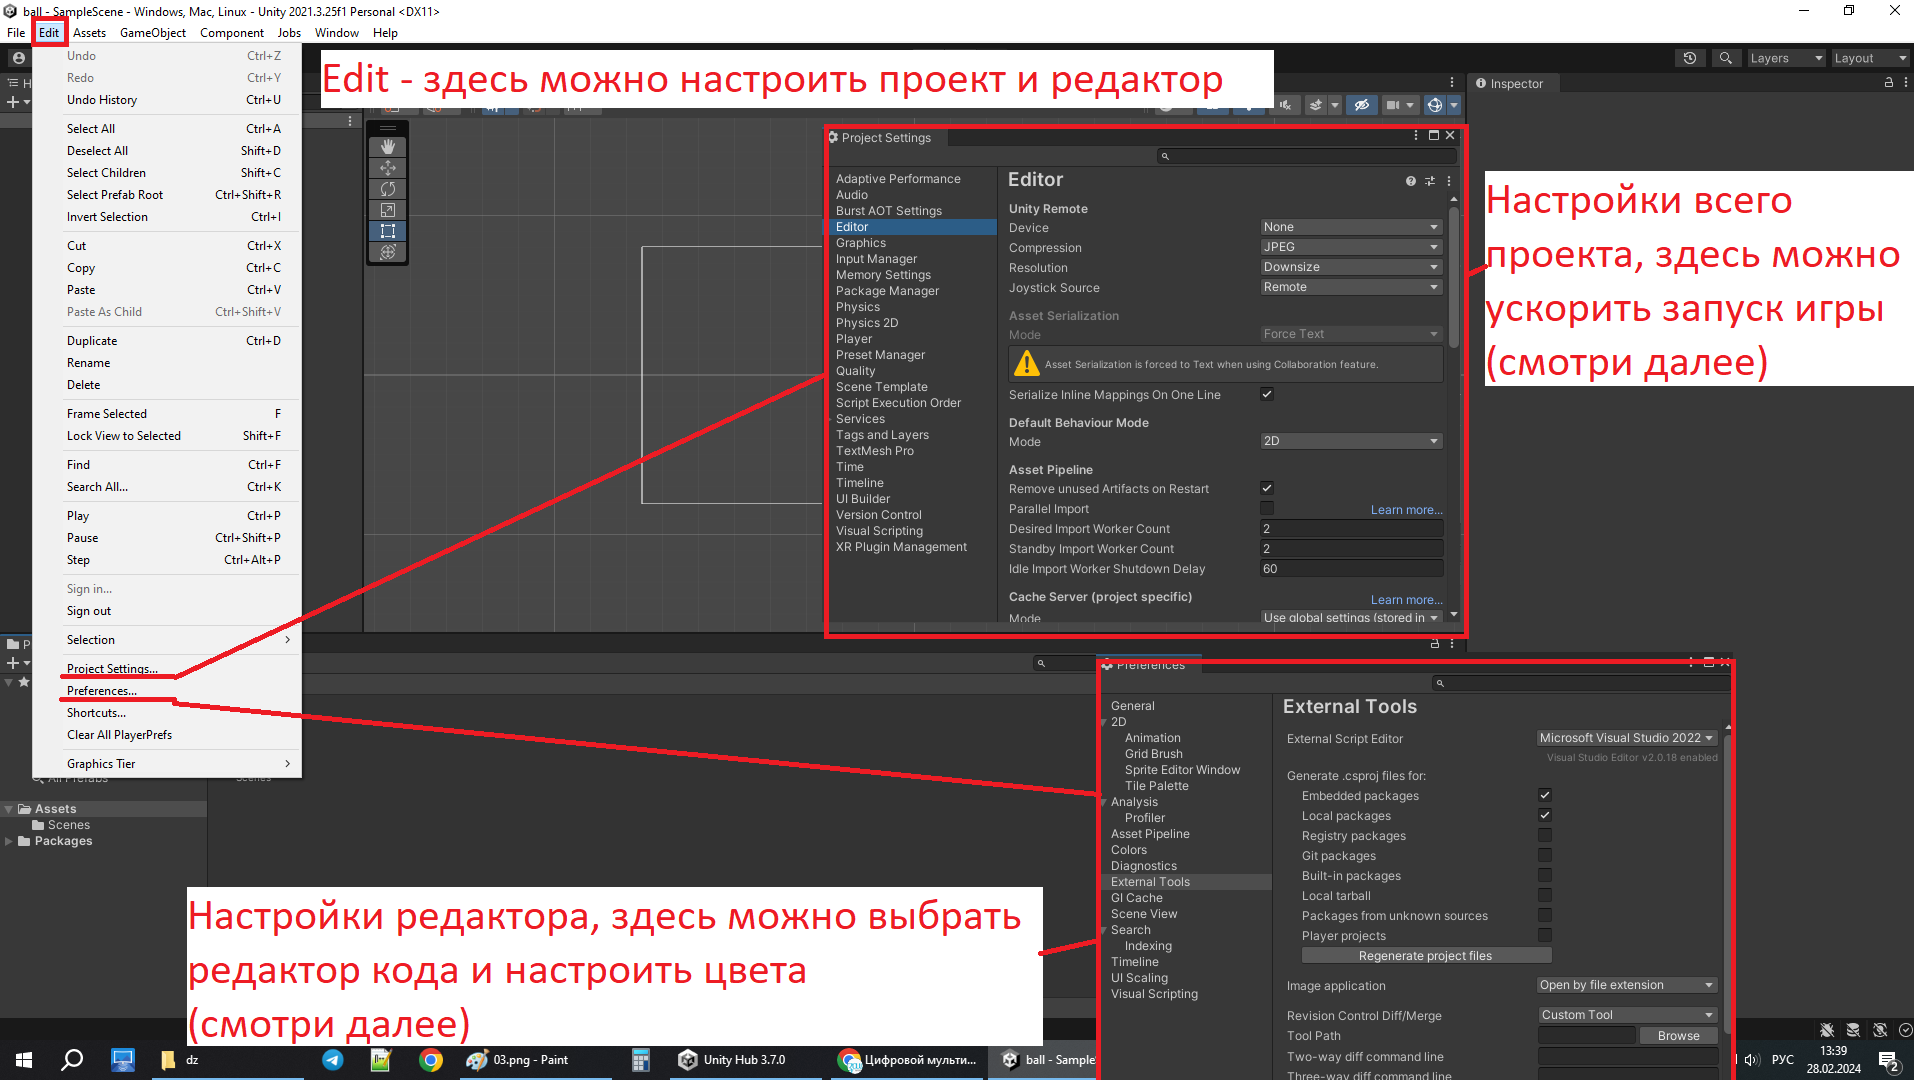 ball - SampleScene - Windows, Mac, Linux - Unity 2021.3.25f1 Personal <DX11>
File Edit Assets GameObject Component Jobs Window Help
Edit - здесь можно настроить проект и редактор
Layers Layout
Undo Ctrl+Z
Redo Ctrl+Y
Undo History Ctrl+U
Select All Ctrl+A
Deselect All Shift+D
Select Children Shift+C
Select Prefab Root Ctrl+Shift+R
Invert Selection Ctrl+I
Cut Ctrl+X
Copy Ctrl+C
Paste Ctrl+V
Paste As Child Ctrl+Shift+V
Duplicate Ctrl+D
Rename
Delete
Frame Selected F
Lock View to Selected Shift+F
Find Ctrl+F
Search All... Ctrl+K
Play Ctrl+P
Pause Ctrl+Shift+P
Step Ctrl+Alt+P
Sign in...
Sign out
Selection
Project Settings...
Preferences...
Shortcuts...
Clear All PlayerPrefs
Graphics Tier
Inspector
Настройки всего
проекта, здесь можно
ускорить запуск игры
(смотри далее)
Project Settings
Adaptive Performance
Audio
Burst AOT Settings
Editor
Graphics
Input Manager
Memory Settings
Package Manager
Physics
Physics 2D
Player
Preset Manager
Quality
Scene Template
Script Execution Order
Services
Tags and Layers
TextMesh Pro
Time
Timeline
UI Builder
Version Control
Visual Scripting
XR Plugin Management
Editor
Unity Remote
Device None
Compression JPEG
Resolution Downsize
Joystick Source Remote
Asset Serialization
Mode Force Text
Asset Serialization is forced to Text when using Collaboration feature.
Serialize Inline Mappings On One Line
Default Behaviour Mode
Mode 2D
Asset Pipeline
Remove unused Artifacts on Restart
Parallel Import Learn more...
Desired Import Worker Count 2
Standby Import Worker Count 2
Idle Import Worker Shutdown Delay 60
Cache Server (project specific) Learn more...
Mode Use global settings (stored in
All Prefabs
Scenes
Assets
Scenes
Packages
Настройки редактора, здесь можно выбрать
редактор кода и настроить цвета
(смотри далее)
Preferences
General
2D
Animation
Grid Brush
Sprite Editor Window
Tile Palette
Analysis
Profiler
Asset Pipeline
Colors
Diagnostics
External Tools
GI Cache
Scene View
Search
Indexing
Timeline
UI Scaling
Visual Scripting
External Tools
External Script Editor Microsoft Visual Studio 2022
Visual Studio Editor v2.0.18 enabled
Generate .csproj files for:
Embedded packages
Local packages
Registry packages
Git packages
Built-in packages
Local tarball
Packages from unknown sources
Player projects
Regenerate project files
Image application Open by file extension
Revision Control Diff/Merge Custom Tool
Tool Path Browse
Two-way diff command line
Three-way diff command line
dz
03.png - Paint
Unity Hub 3.7.0
Цифровой мульти...
ball - Sample
РУС
13:39
28.02.2024
2